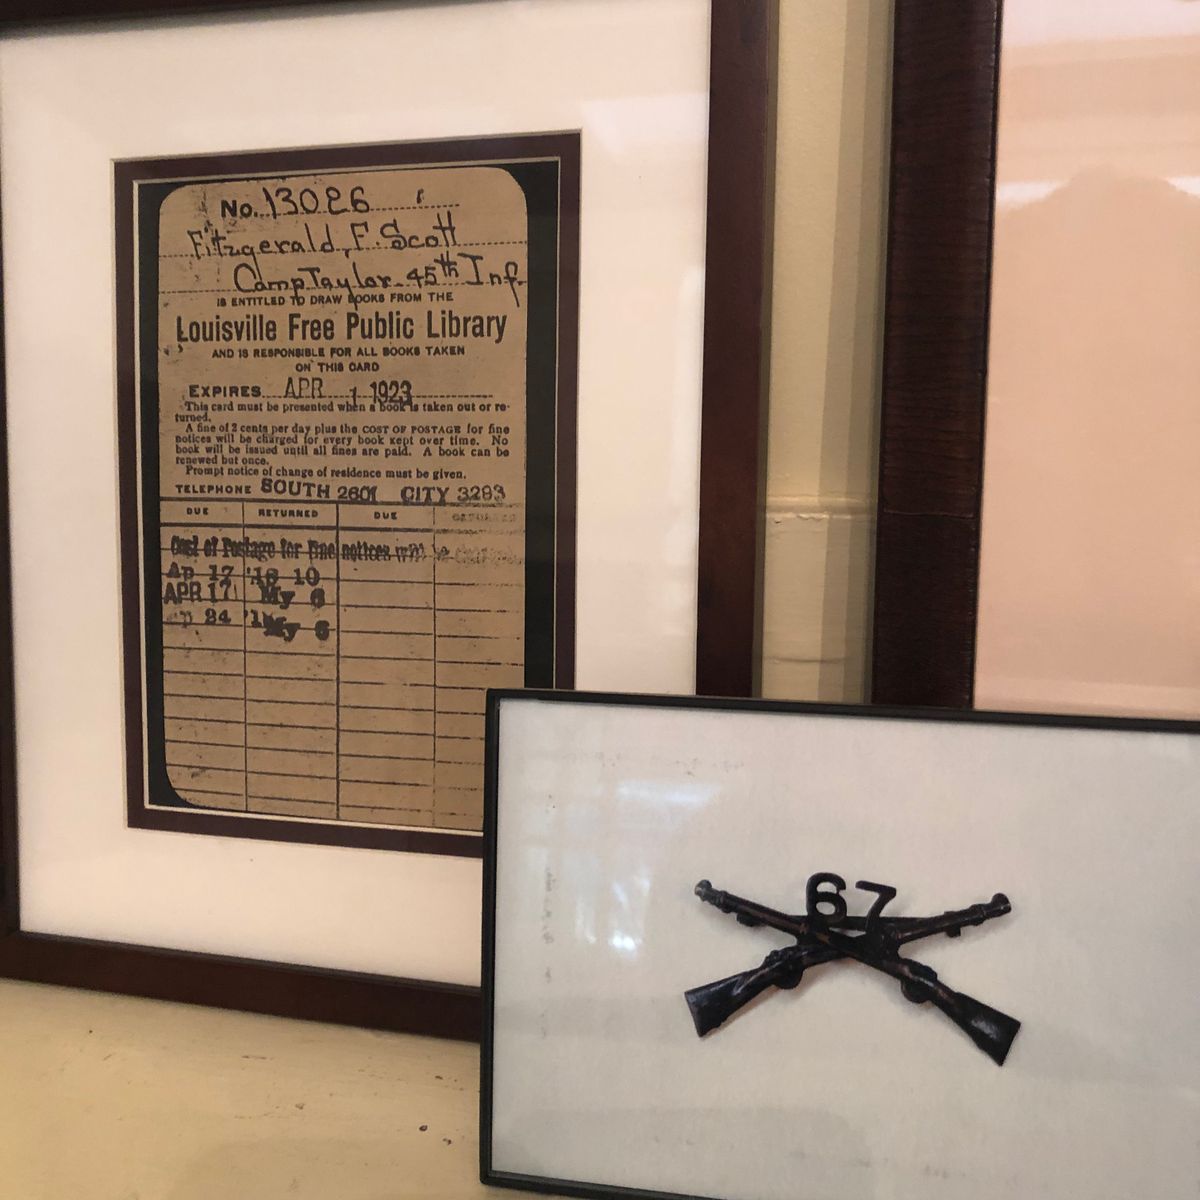 No. 13026
Fitzgerald, F. Scott
Camp Taylor. 45th Inf.
IS ENTITLED TO DRAW BOOKS FROM THE
Louisville Free Public Library
AND IS RESPONSIBLE FOR ALL BOOKS TAKEN
ON THIS CARD
EXPIRES APR 1 1923
This card must be presented when a book is taken out or re-
turned.
A fine of 2 cents per day plus the COST OF POSTAGE for fine
notices will be charged for every book kept over time. No
book will be issued until all fines are paid. A book can be
renewed but once.
Prompt notice of change of residence must be given.
TELEPHONE SOUTH 2601 CITY 3283
DUE RETURNED DUE RETURNED
Cost of Postage for fine notices will be
Ap 17 '18 10
APR 17 My 6
p 24 My 6
67